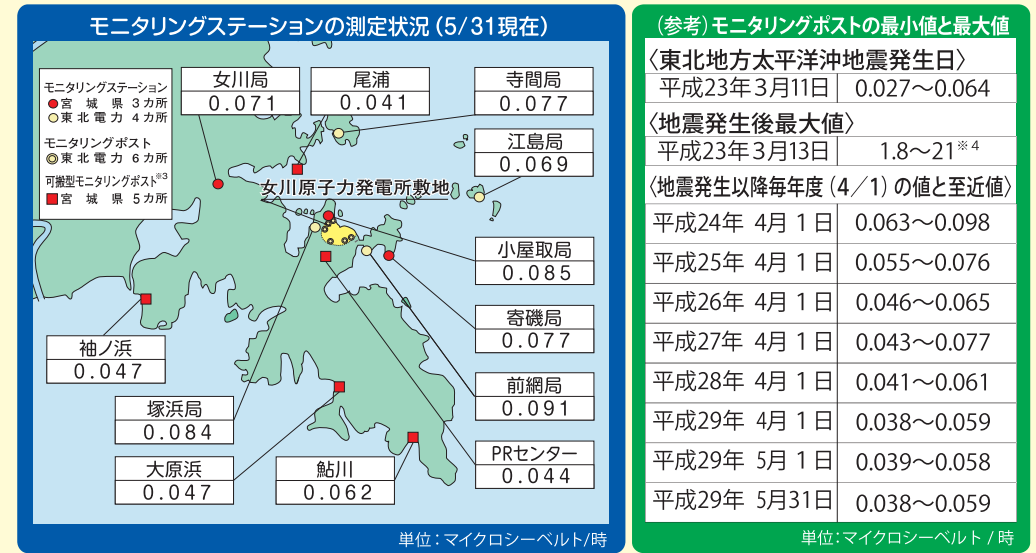 モニタリングステーションの測定状況(5/31現在)
モニタリングステーション
宮城県3カ所
東北電力4カ所
モニタリングポスト
東北電力6カ所
可搬型モニタリングポスト※3
宮城県5カ所
女川局
0.071
尾浦
0.041
寺間局
0.077
江島局
0.069
女川原子力発電所敷地
小屋取局
0.085
寄磯局
0.077
前網局
0.091
PRセンター
0.044
袖ノ浜
0.047
塚浜局
0.084
大原浜
0.047
鮎川
0.062
単位:マイクロシーベルト/時
(参考)モニタリングポストの最小値と最大値
〈東北地方太平洋沖地震発生日〉
平成23年3月11日 0.027〜0.064
〈地震発生後最大値〉
平成23年3月13日 1.8〜21※4
〈地震発生以降毎年度(4/1)の値と至近値〉
平成24年 4月 1日 0.063〜0.098
平成25年 4月 1日 0.055〜0.076
平成26年 4月 1日 0.046〜0.065
平成27年 4月 1日 0.043〜0.077
平成28年 4月 1日 0.041〜0.061
平成29年 4月 1日 0.038〜0.059
平成29年 5月 1日 0.039〜0.058
平成29年 5月31日 0.038〜0.059
単位:マイクロシーベルト/時